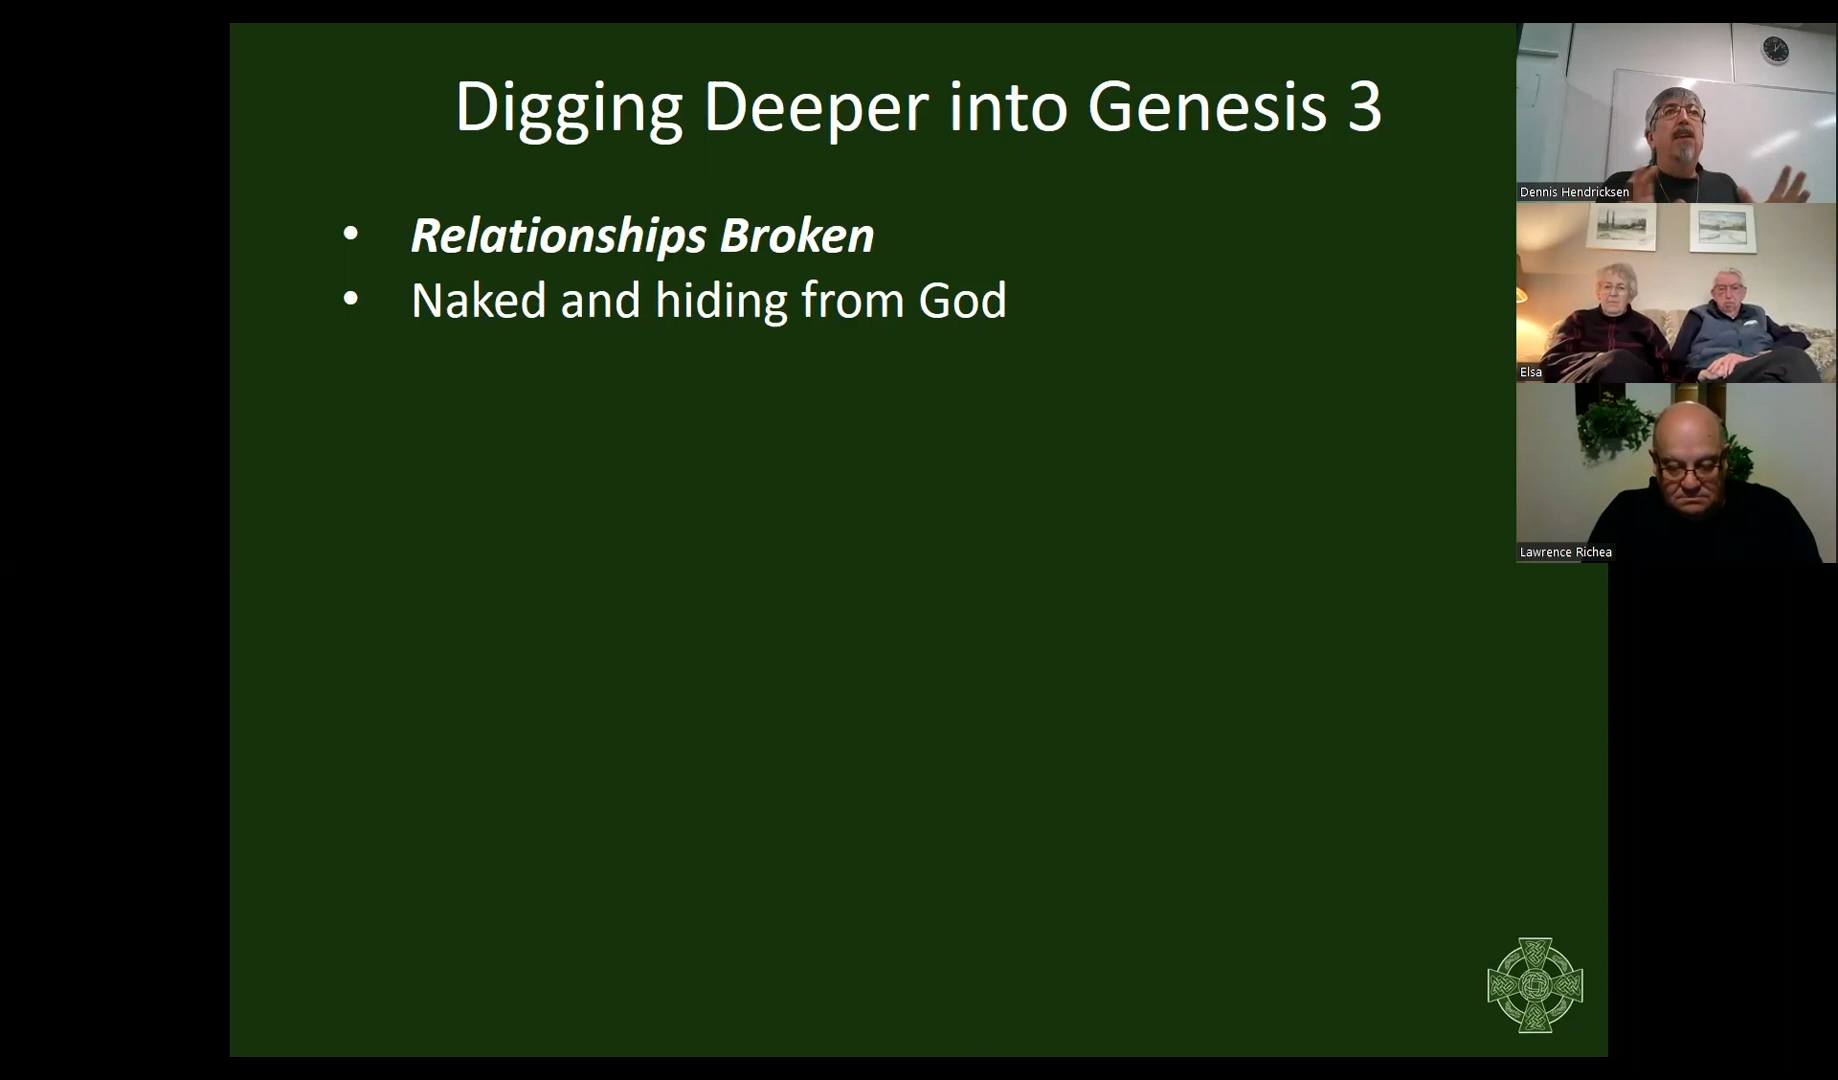 Digging Deeper into Genesis 3
• Relationships Broken
• Naked and hiding from God
Dennis Hendricksen
Elsa
Lawrence Richea